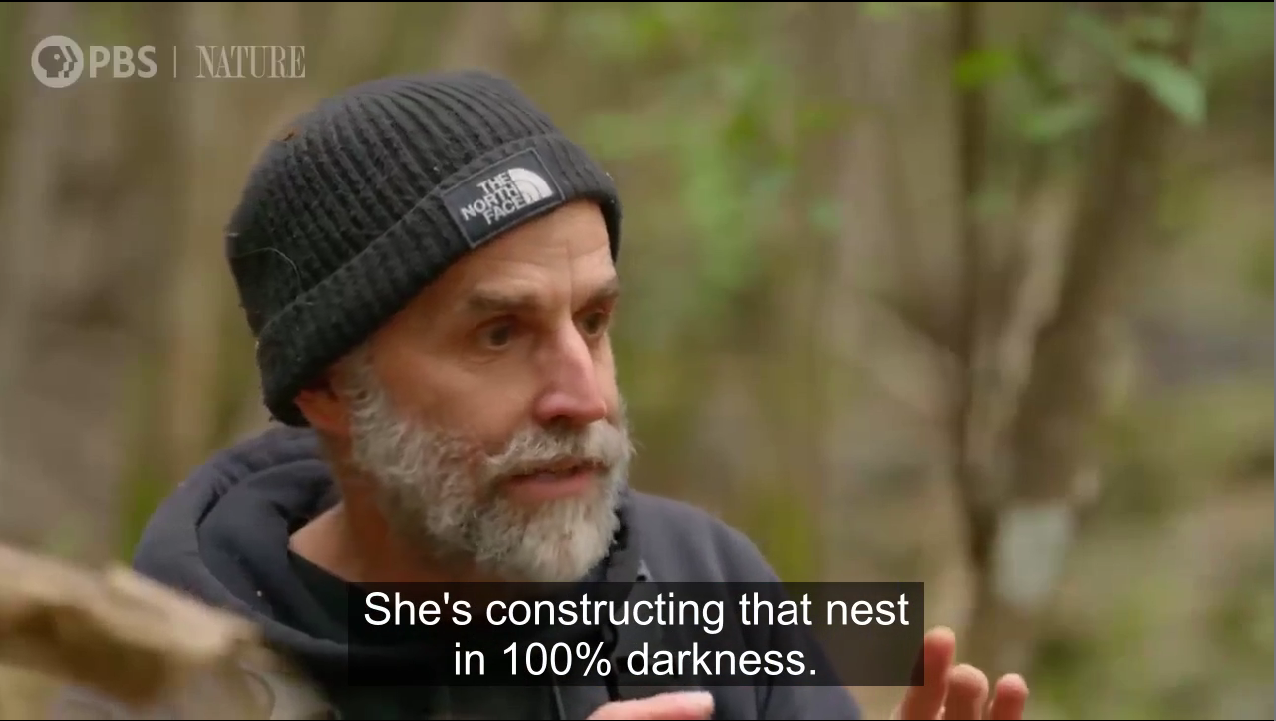 PBS | NATURE
THE
NORTH
FACE
She's constructing that nest
in 100% darkness.